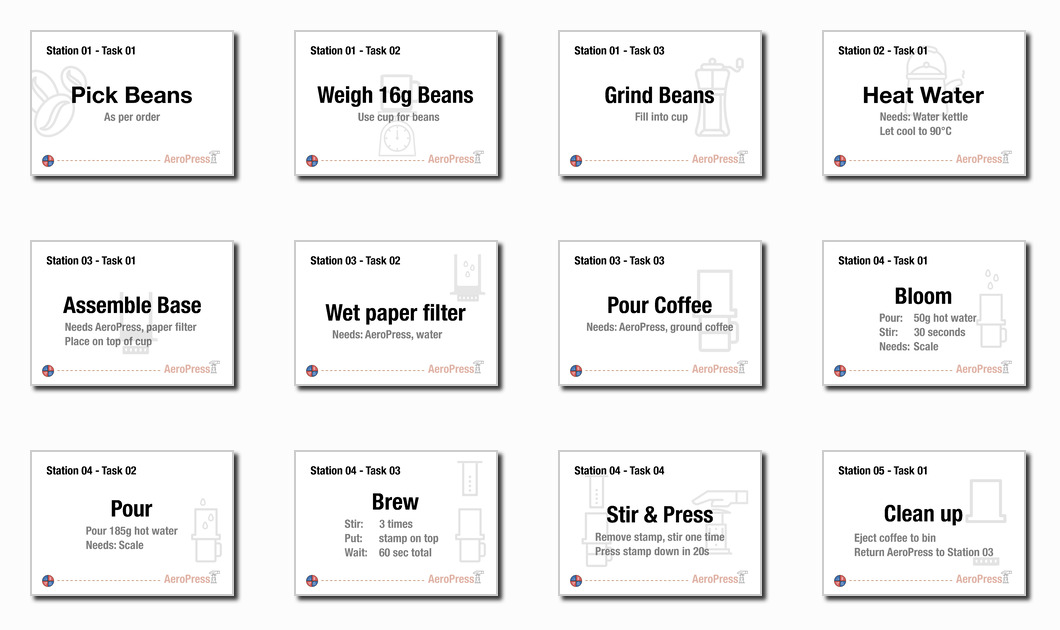 Station 01 - Task 01
Pick Beans
As per order
AeroPress
Station 01 - Task 02
Weigh 16g Beans
Use cup for beans
AeroPress
Station 01 - Task 03
Grind Beans
Fill into cup
AeroPress
Station 02 - Task 01
Heat Water
Needs: Water kettle
Let cool to 90°C
AeroPress
Station 03 - Task 01
Assemble Base
Needs AeroPress, paper filter
Place on top of cup
AeroPress
Station 03 - Task 02
Wet paper filter
Needs: AeroPress, water
AeroPress
Station 03 - Task 03
Pour Coffee
Needs: AeroPress, ground coffee
AeroPress
Station 04 - Task 01
Bloom
Pour: 50g hot water
Stir: 30 seconds
Needs: Scale
AeroPress
Station 04 - Task 02
Pour
Pour 185g hot water
Needs: Scale
AeroPress
Station 04 - Task 03
Brew
Stir: 3 times
Put: stamp on top
Wait: 60 sec total
AeroPress
Station 04 - Task 04
Stir & Press
Remove stamp, stir one time
Press stamp down in 20s
AeroPress
Station 05 - Task 01
Clean up
Eject coffee to bin
Return AeroPress to Station 03
AeroPress